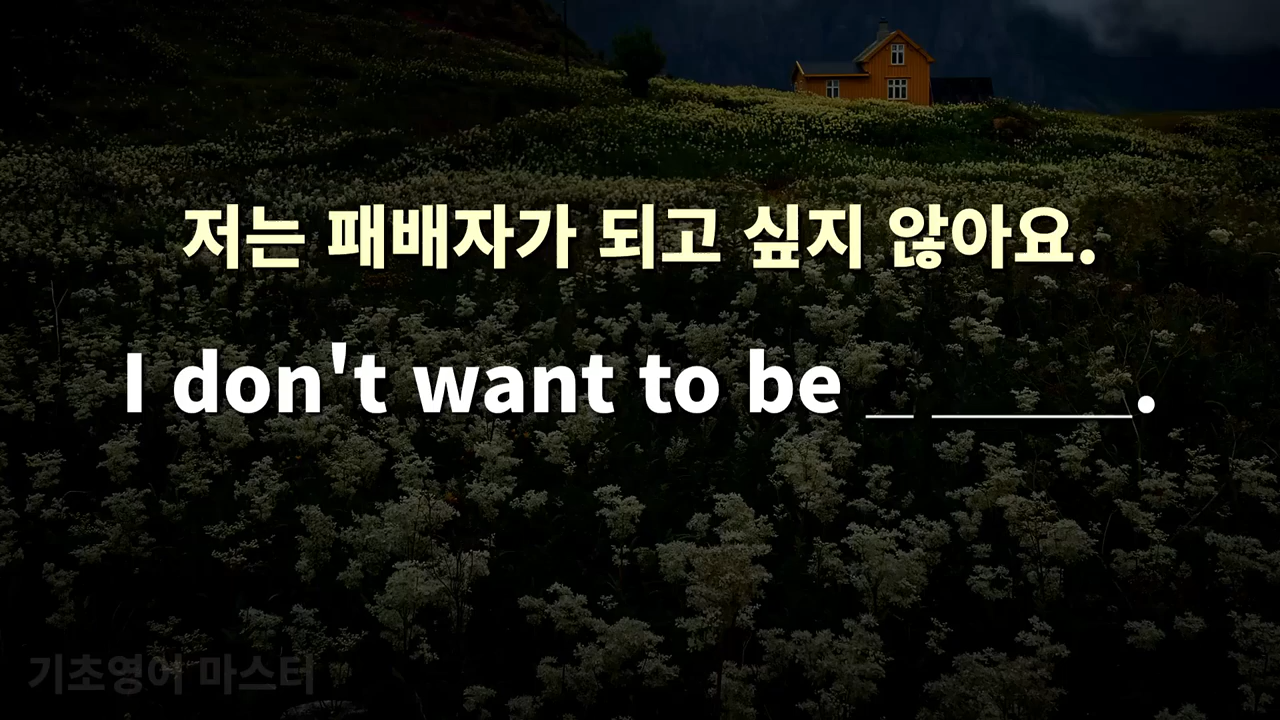 저는 패배자가 되고 싶지 않아요.
I don't want to be _ _____.
기초영어 마스터